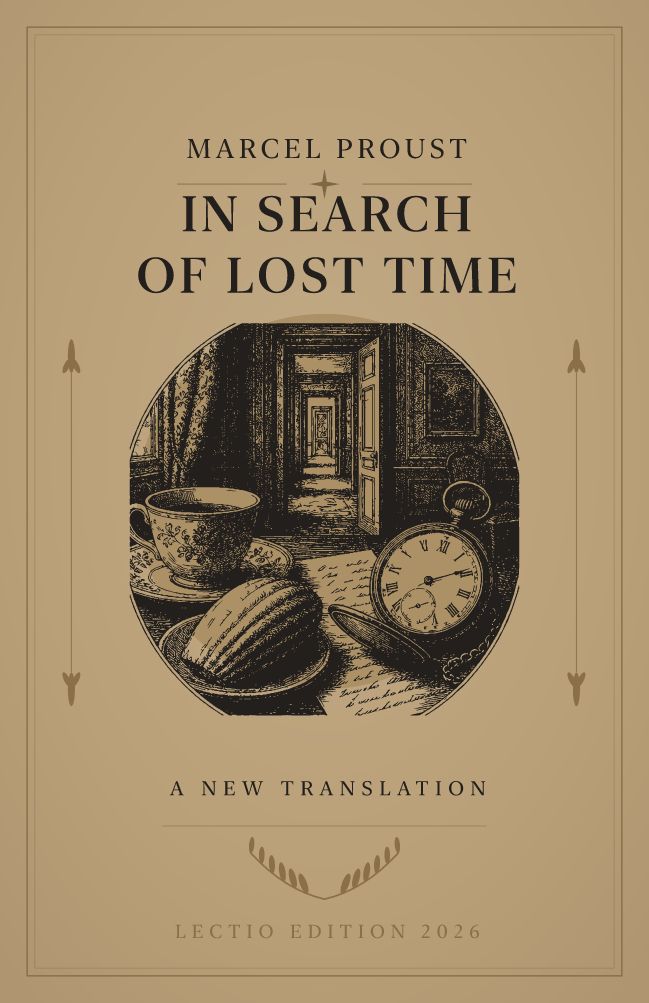 MARCEL PROUST
IN SEARCH
OF LOST TIME
A NEW TRANSLATION
LECTIO EDITION 2026